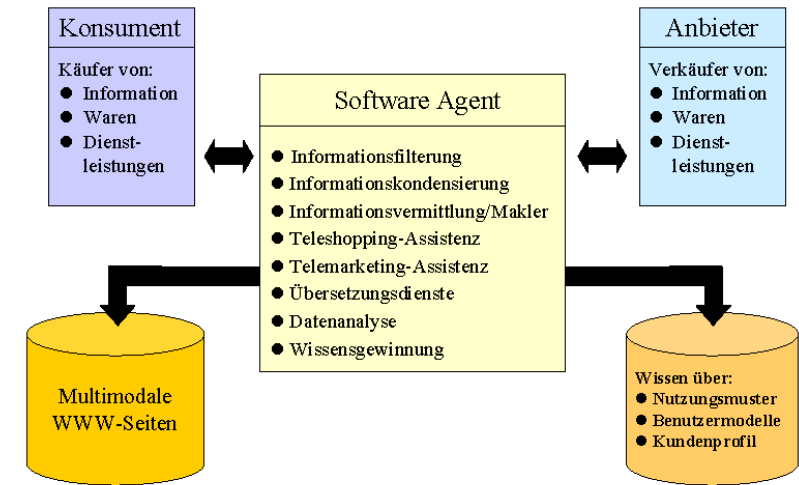 Konsument
Käufer von:
● Information
● Waren
● Dienst-
leistungen
Software Agent
● Informationsfilterung
● Informationskondensierung
● Informationsvermittlung/Makler
● Teleshopping-Assistenz
● Telemarketing-Assistenz
● Übersetzungsdienste
● Datenanalyse
● Wissensgewinnung
Anbieter
Verkäufer von:
● Information
● Waren
● Dienst-
leistungen
Multimodale
WWW-Seiten
Wissen über:
● Nutzungsmuster
● Benutzermodelle
● Kundenprofil